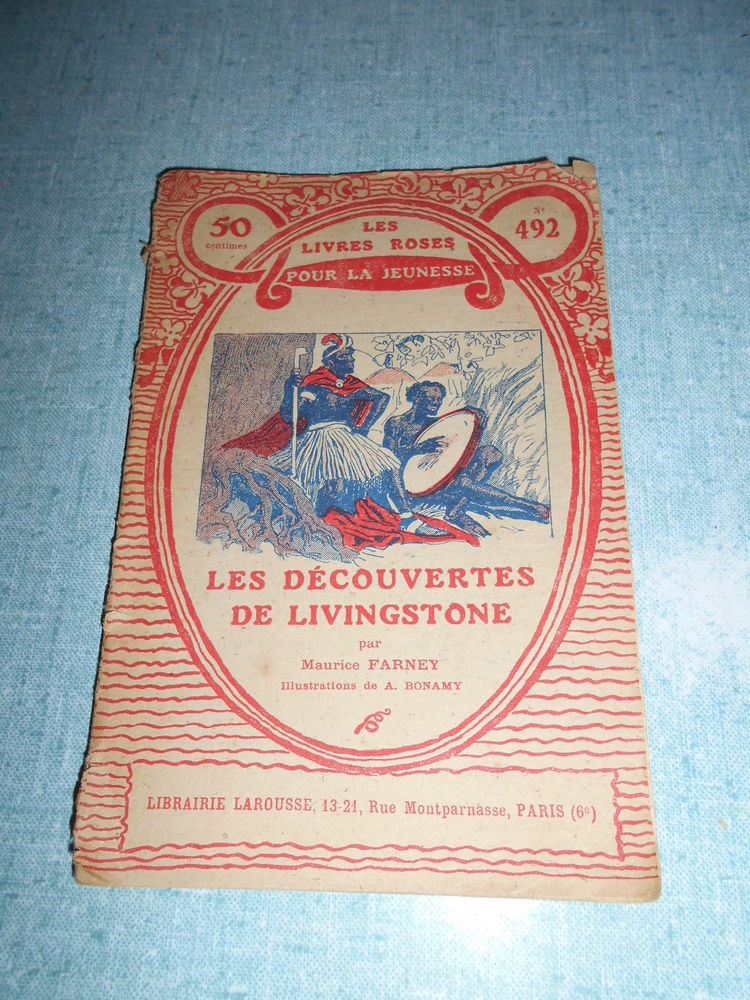 50
centimes
LES
LIVRES ROSES
POUR LA JEUNESSE
No
492
LES DÉCOUVERTES
DE LIVINGSTONE
par
Maurice FARNEY
Illustrations de A. BONAMY
LIBRAIRIE LAROUSSE, 13-21, Rue Montparnasse, PARIS (6e)